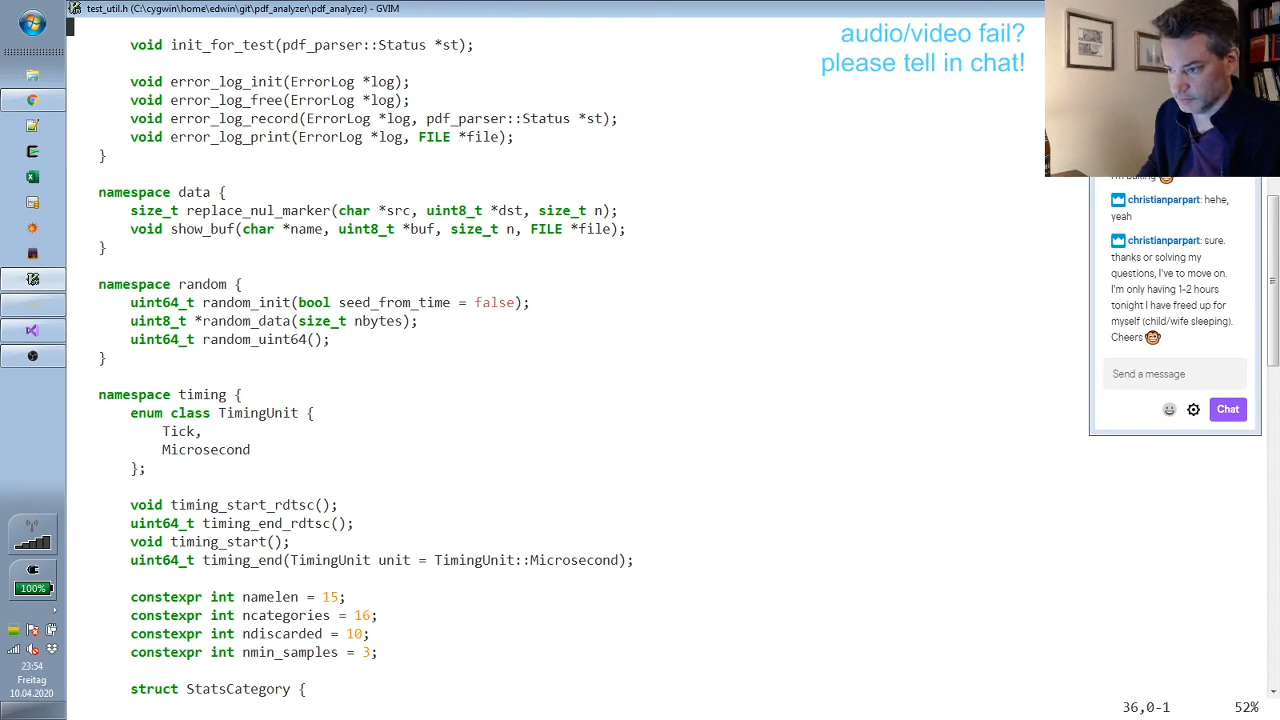 test_util.h (C:\cygwin\home\edwin\git\pdf_analyzer\pdf_analyzer) - GVIM
audio/video fail?
please tell in chat!
void init_for_test(pdf_parser::Status *st);
void error_log_init(ErrorLog *log);
void error_log_free(ErrorLog *log);
void error_log_record(ErrorLog *log, pdf_parser::Status *st);
void error_log_print(ErrorLog *log, FILE *file);
}
namespace data {
size_t replace_nul_marker(char *src, uint8_t *dst, size_t n);
void show_buf(char *name, uint8_t *buf, size_t n, FILE *file);
}
namespace random {
uint64_t random_init(bool seed_from_time = false);
uint8_t *random_data(size_t nbytes);
uint64_t random_uint64();
}
namespace timing {
enum class TimingUnit {
Tick,
Microsecond
};
void timing_start_rdtsc();
uint64_t timing_end_rdtsc();
void timing_start();
uint64_t timing_end(TimingUnit unit = TimingUnit::Microsecond);
constexpr int namelen = 15;
constexpr int ncategories = 16;
constexpr int ndiscarded = 10;
constexpr int nmin_samples = 3;
struct StatsCategory {
36,0-1 52%
christianparpart: hehe,
yeah
christianparpart: sure.
thanks or solving my
questions, I've to move on.
I'm only having 1-2 hours
tonight I have freed up for
myself (child/wife sleeping).
Cheers
Send a message
Chat
100%
23:54
Freitag
10.04.2020